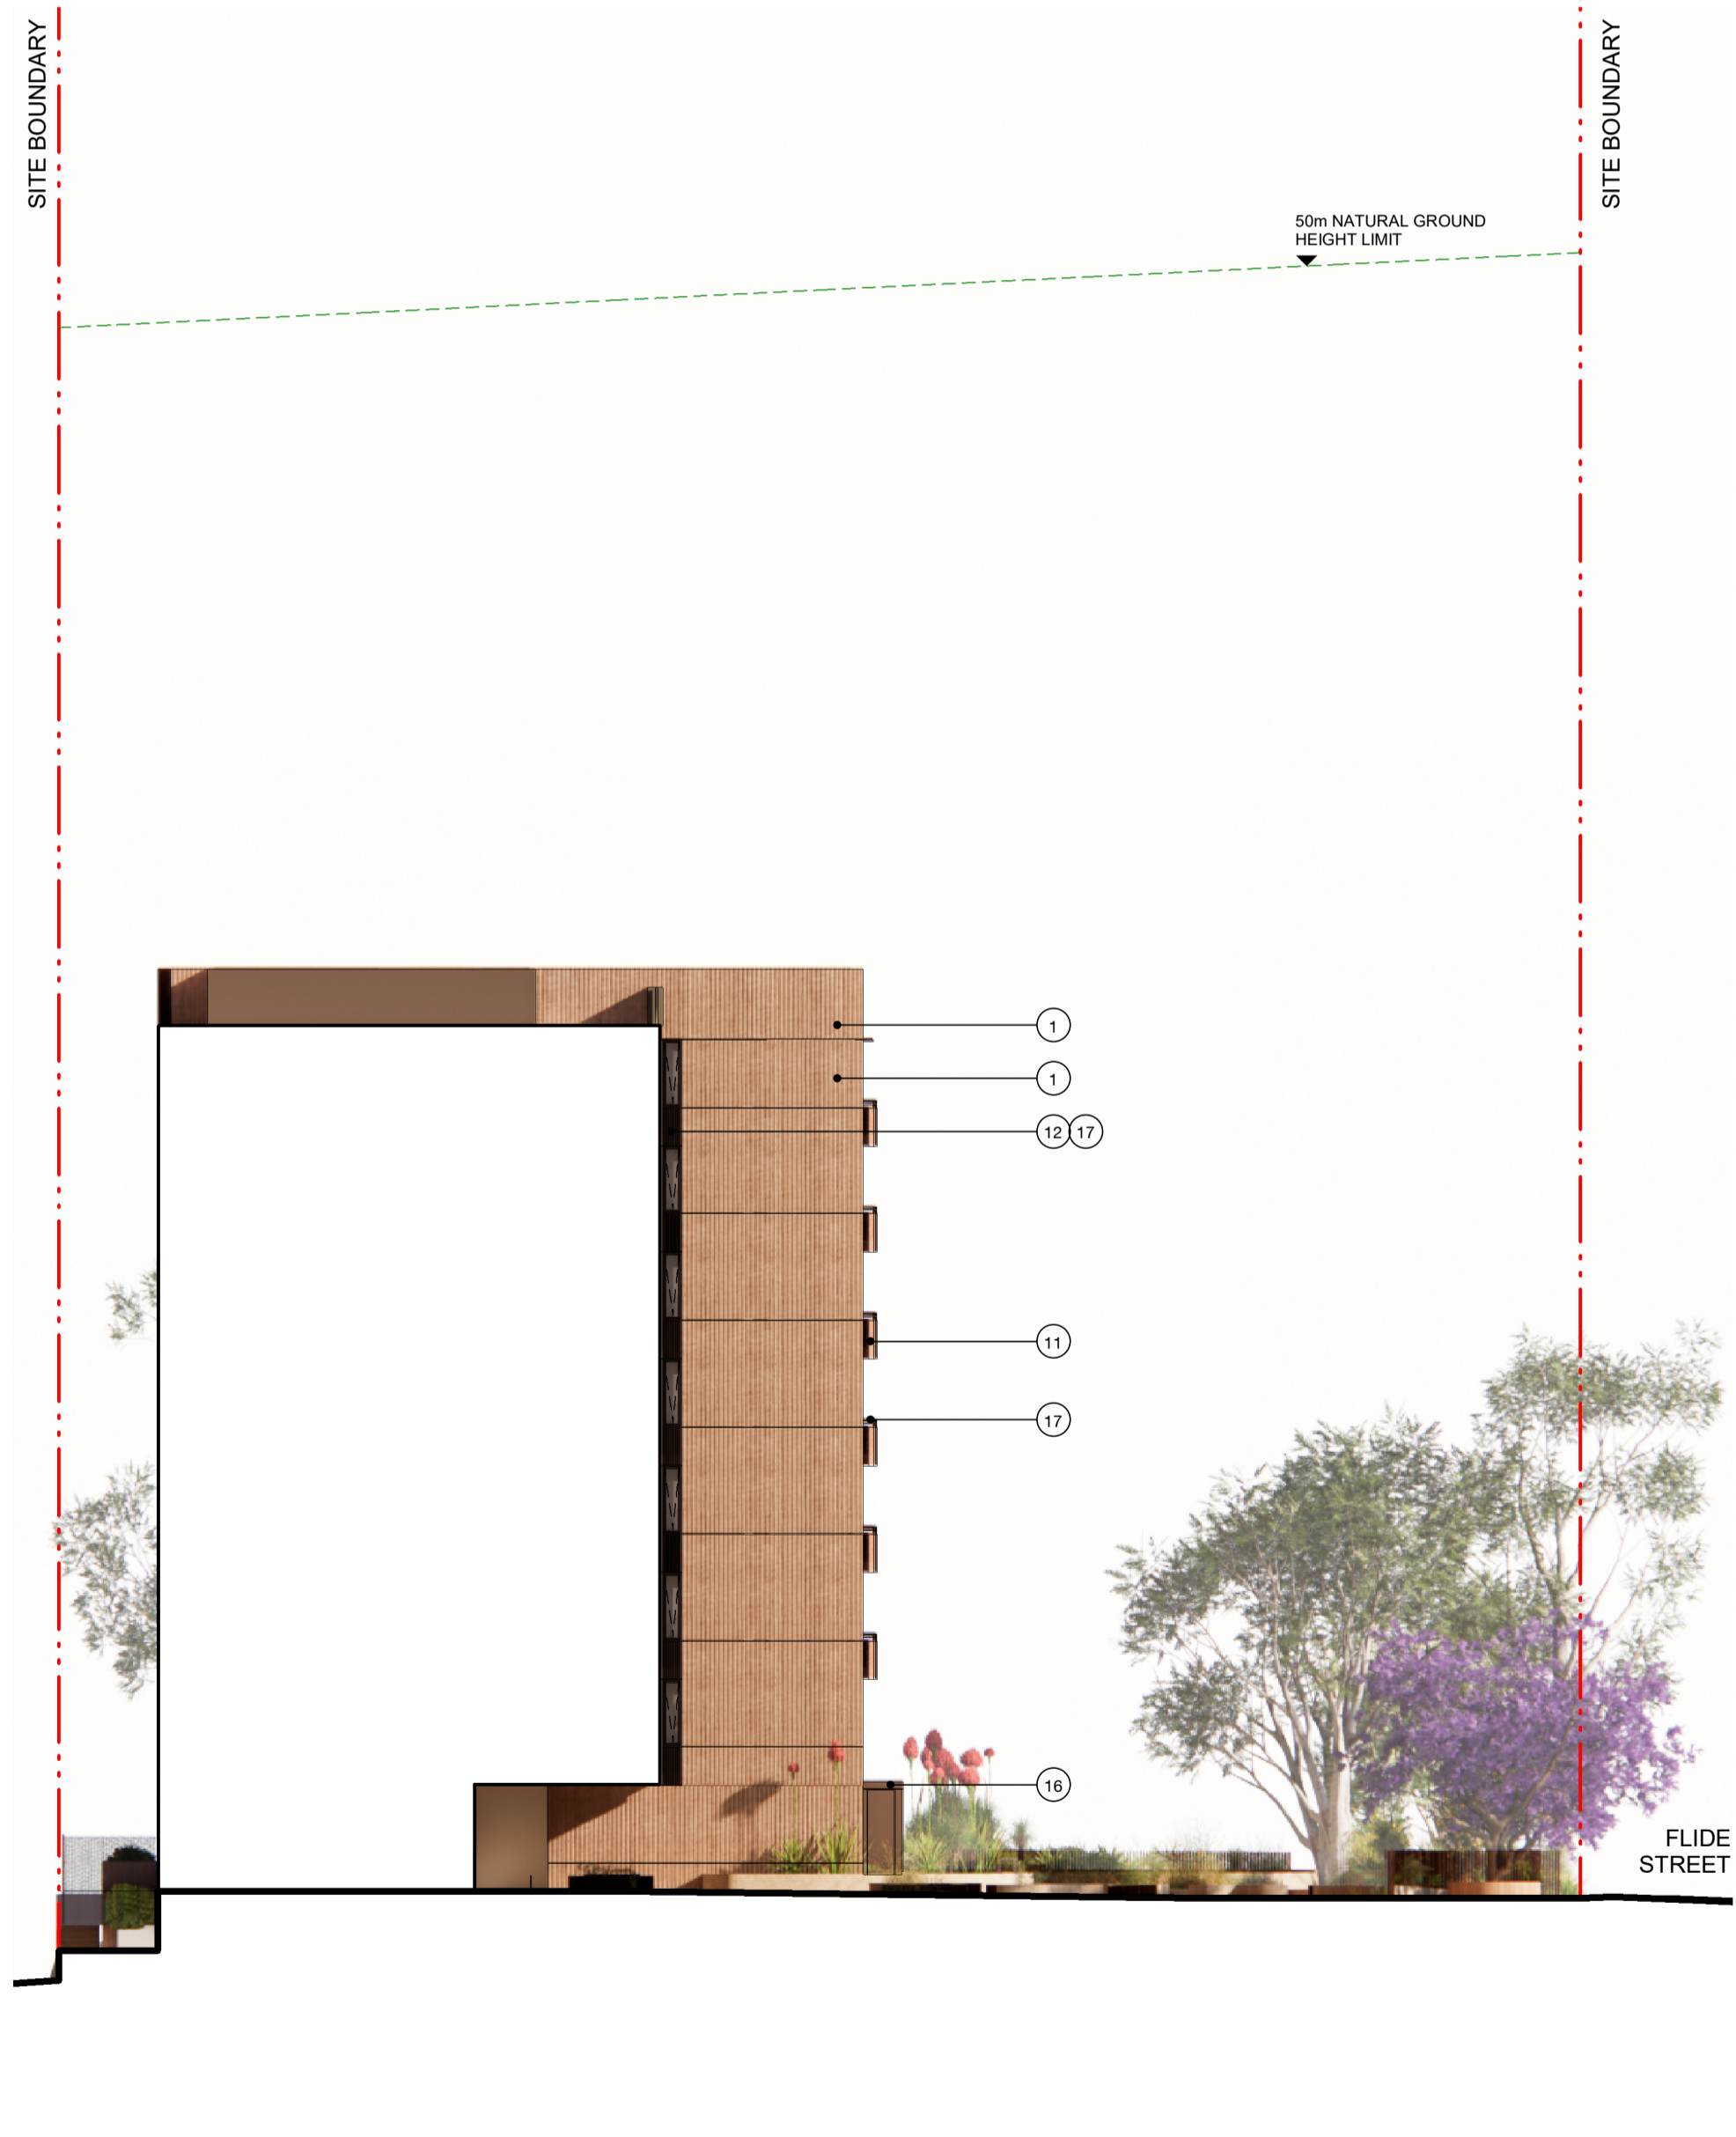 SITE BOUNDARY
SITE BOUNDARY
50m NATURAL GROUND
HEIGHT LIMIT
1
1
12 17
11
17
16
FLIDE
STREET